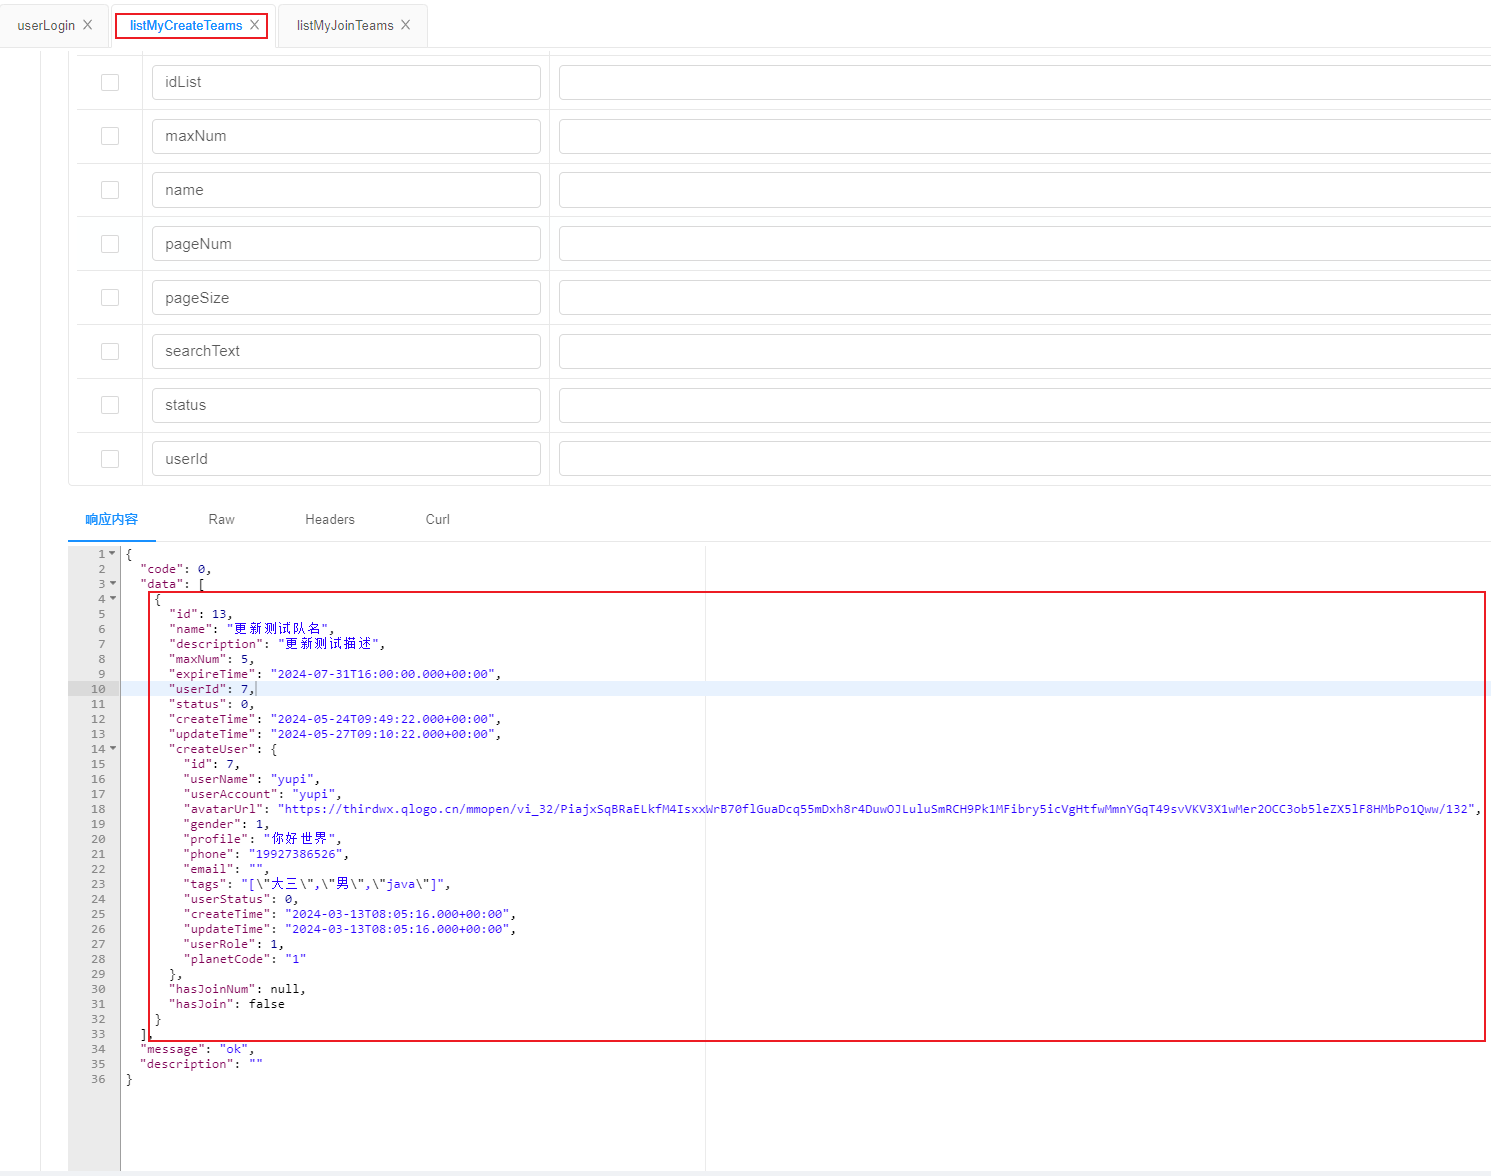 userLogin
listMyCreateTeams
listMyJoinTeams
idList
maxNum
name
pageNum
pageSize
searchText
status
userId
响应内容
Raw
Headers
Curl
1 {
2 "code": 0,
3 "data": [
4 {
5 "id": 13,
6 "name": "更新测试队名",
7 "description": "更新测试描述",
8 "maxNum": 5,
9 "expireTime": "2024-07-31T16:00:00.000+00:00",
10 "userId": 7,
11 "status": 0,
12 "createTime": "2024-05-24T09:49:22.000+00:00",
13 "updateTime": "2024-05-27T09:10:22.000+00:00",
14 "createUser": {
15 "id": 7,
16 "userName": "yupi",
17 "userAccount": "yupi",
18 "avatarUrl": "https://thirdwx.qlogo.cn/mmopen/vi_32/PiajxSqBRaELkfM4IsxxWrB70flGuaDcq55mDxh8r4DuwOJLuluSmRCH9Pk1MFibry5icVgHtfwMmnYGqT49svVKV3X1wMer2OCC3ob5leZX5lF8HMbPo1Qww/132",
19 "gender": 1,
20 "profile": "你好世界",
21 "phone": "19927386526",
22 "email": "",
23 "tags": "[\"大三\",\"男\",\"java\"]",
24 "userStatus": 0,
25 "createTime": "2024-03-13T08:05:16.000+00:00",
26 "updateTime": "2024-03-13T08:05:16.000+00:00",
27 "userRole": 1,
28 "planetCode": "1"
29 },
30 "hasJoinNum": null,
31 "hasJoin": false
32 }
33 ],
34 "message": "ok",
35 "description": ""
36 }